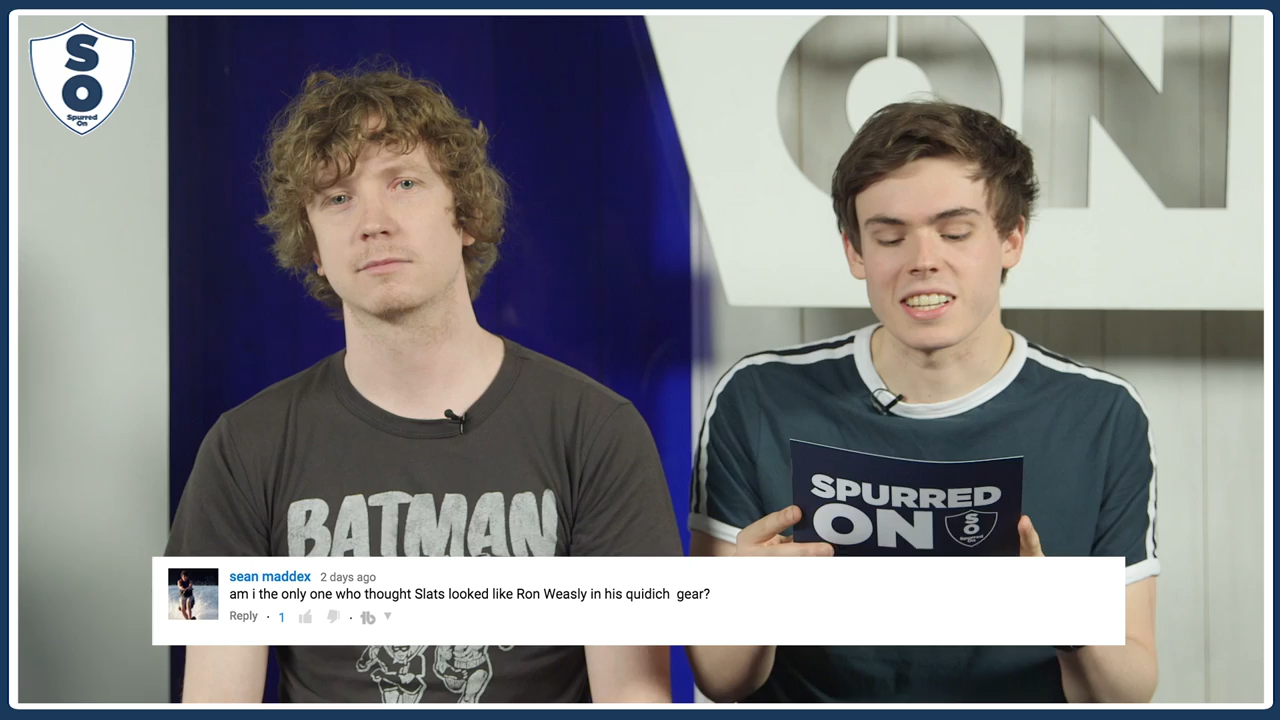 S
O
Spurred
On
ON
BATMAN
SPURRED
ON
S
O
Spurred
On
sean maddex 2 days ago
am i the only one who thought Slats looked like Ron Weasly in his quidich gear?
Reply · 1 ·